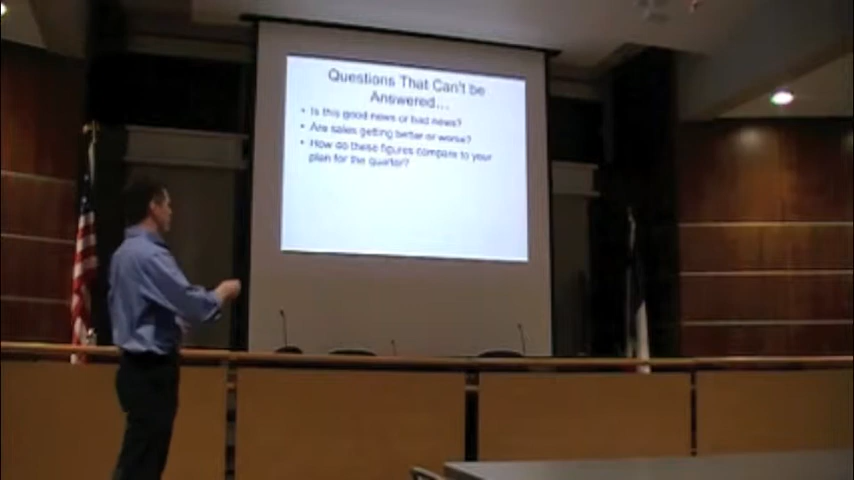 Questions That Can't be
Answered...
• Is this good news or bad news?
• Are sales getting better or worse?
• How do these figures compare to your
plan for the quarter?